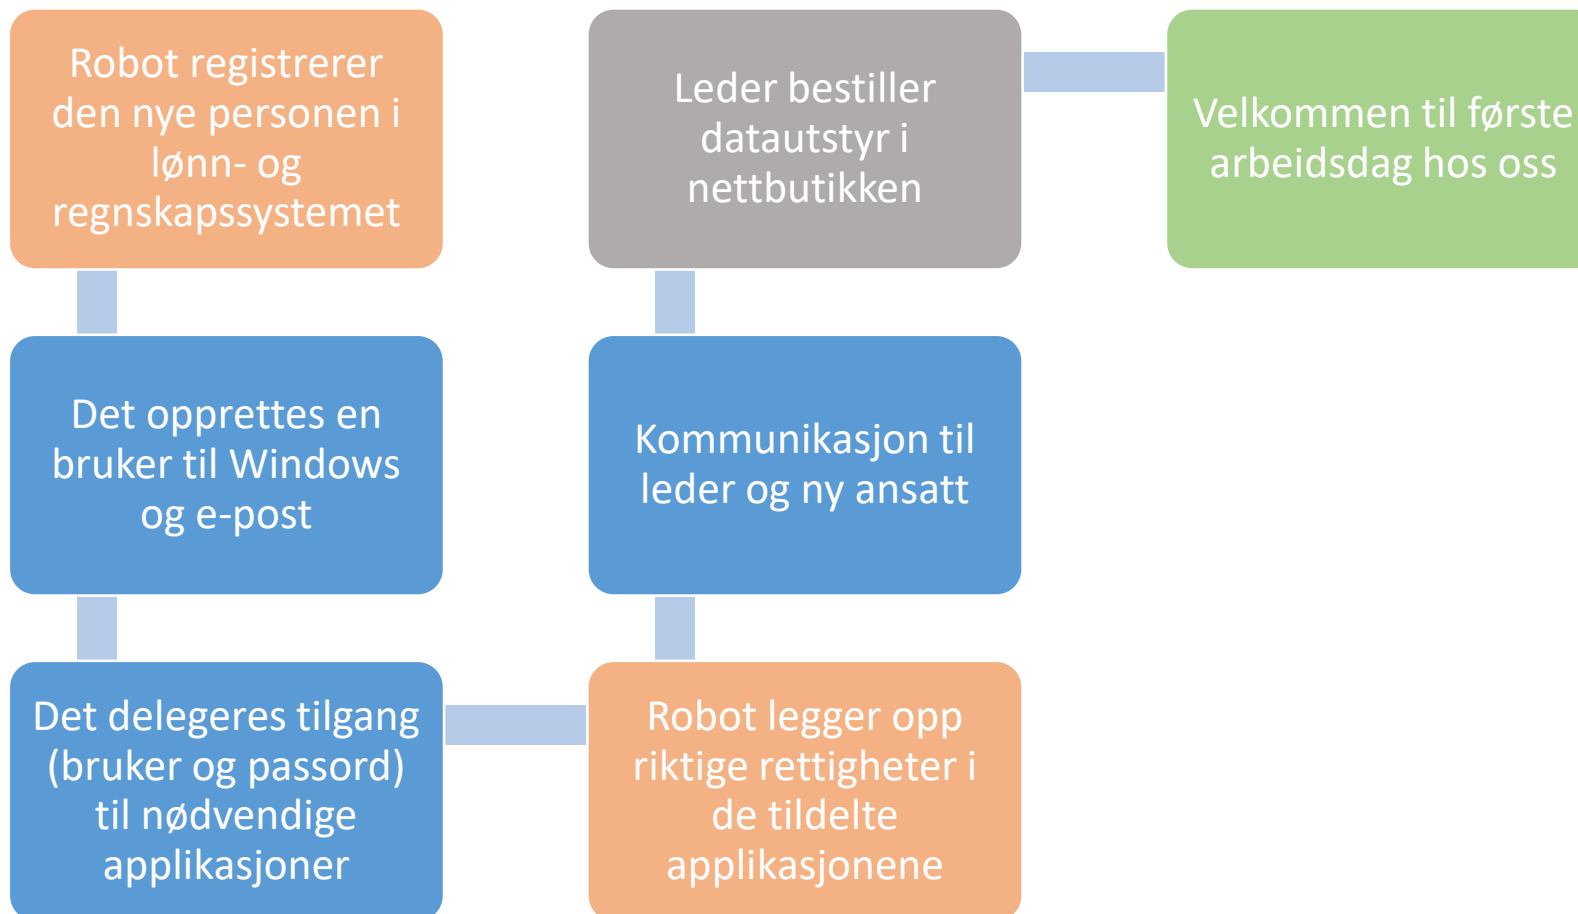 Robot registrerer
den nye personen i
lønn- og
regnskapssystemet
Det opprettes en
bruker til Windows
og e-post
Det delegeres tilgang
(bruker og passord)
til nødvendige
applikasjoner
Robot legger opp
riktige rettigheter i
de tildelte
applikasjonene
Kommunikasjon til
leder og ny ansatt
Leder bestiller
datautstyr i
nettbutikken
Velkommen til første
arbeidsdag hos oss